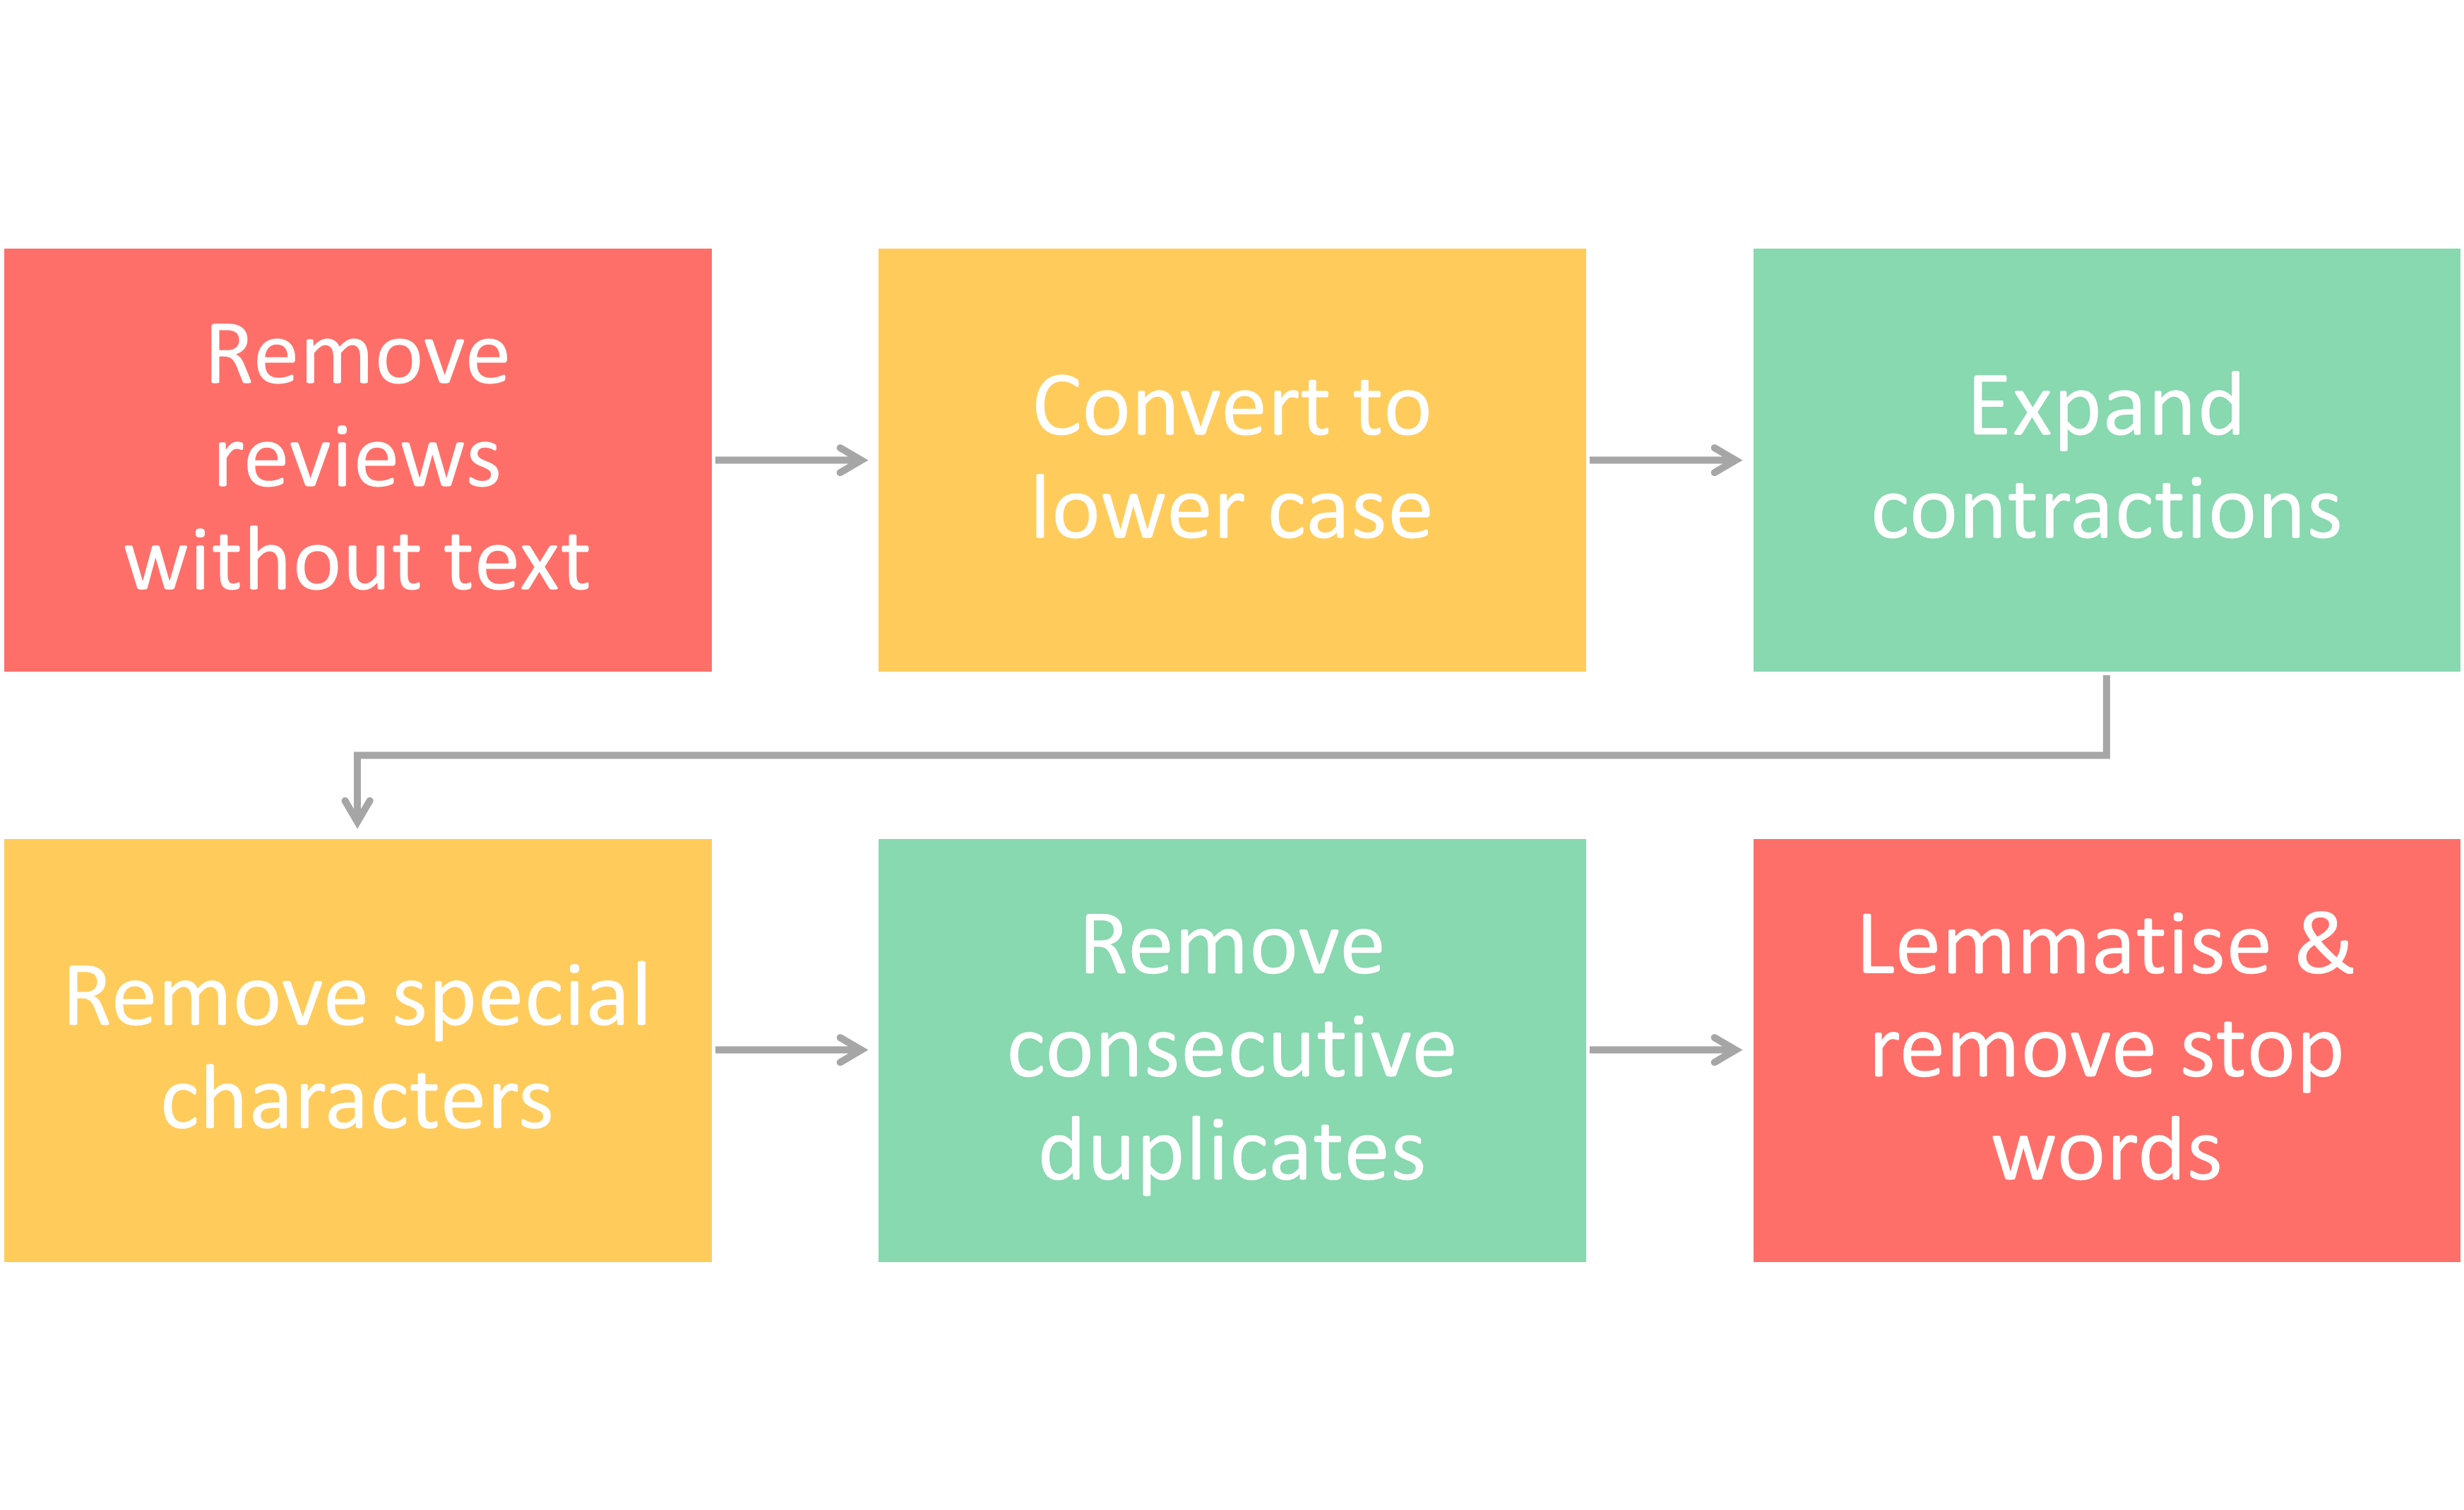 Remove
reviews
without text
Convert to
lower case
Expand
contractions
Remove special
characters
Remove
consecutive
duplicates
Lemmatise &
remove stop
words